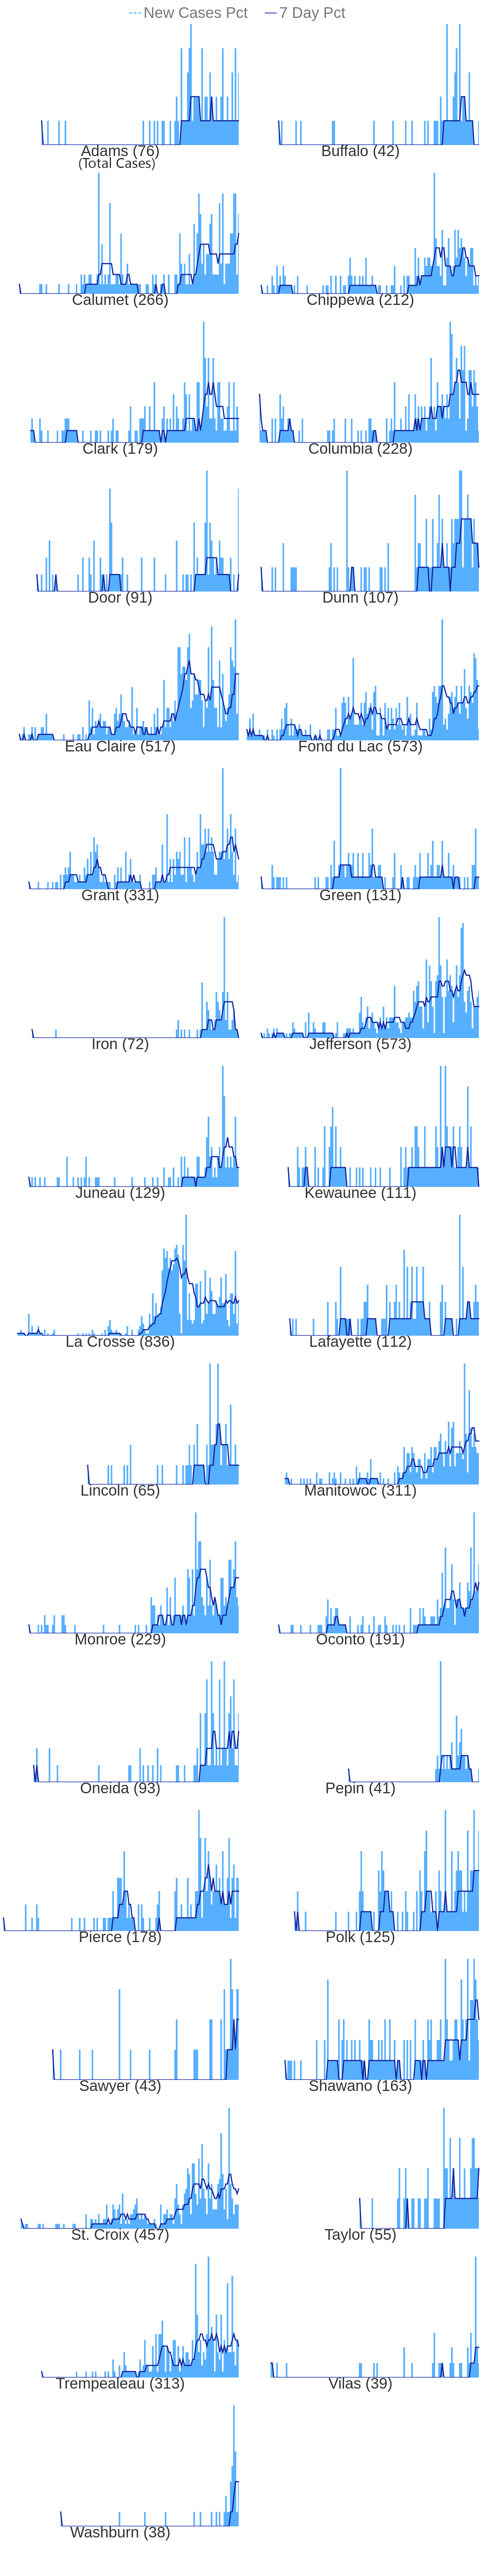 New Cases Pct 7 Day Pct
Adams (76) Buffalo (42)
(Total Cases)
Calumet (266) Chippewa (212)
Clark (179) Columbia (228)
Door (91) Dunn (107)
Eau Claire (517) Fond du Lac (573)
Grant (331) Green (131)
Iron (72) Jefferson (573)
Juneau (129) Kewaunee (111)
La Crosse (836) Lafayette (112)
Lincoln (65) Manitowoc (311)
Monroe (229) Oconto (191)
Oneida (93) Pepin (41)
Pierce (178) Polk (125)
Sawyer (43) Shawano (163)
St. Croix (457) Taylor (55)
Trempealeau (313) Vilas (39)
Washburn (38)